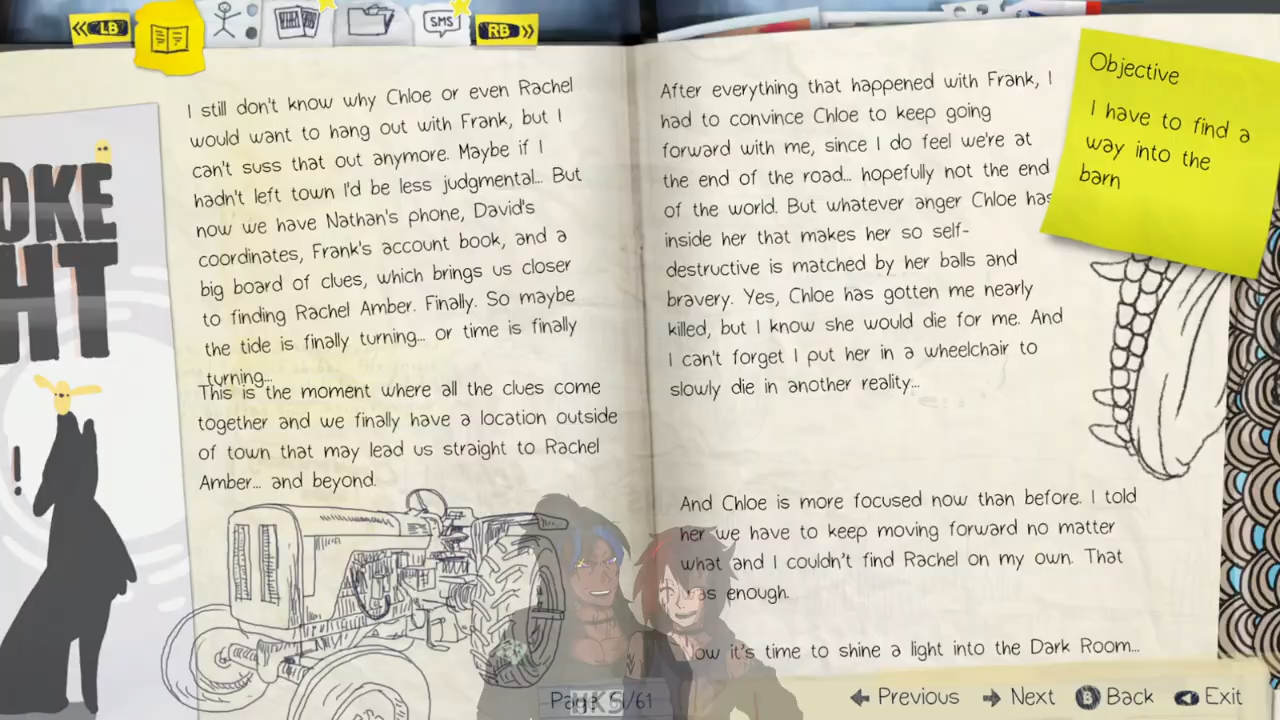 LB
SMS
RB
OKE
HT
!
I still don't know why Chloe or even Rachel
would want to hang out with Frank, but I
can't suss that out anymore. Maybe if I
hadn't left town I'd be less judgmental... But
now we have Nathan's phone, David's
coordinates, Frank's account book, and a
big board of clues, which brings us closer
to finding Rachel Amber. Finally. So maybe
the tide is finally turning... or time is finally
turning...
This is the moment where all the clues come
together and we finally have a location outside
of town that may lead us straight to Rachel
Amber... and beyond.
After everything that happened with Frank, I
had to convince Chloe to keep going
forward with me, since I do feel we're at
the end of the road... hopefully not the end
of the world. But whatever anger Chloe has
inside her that makes her so self-
destructive is matched by her balls and
bravery. Yes, Chloe has gotten me nearly
killed, but I know she would die for me. And
I can't forget I put her in a wheelchair to
slowly die in another reality...
And Chloe is more focused now than before. I told
her we have to keep moving forward no matter
what and I couldn't find Rachel on my own. That
was enough.
Now it's time to shine a light into the Dark Room...
Objective
I have to find a
way into the
barn
Page 61/61
Previous
Next
B Back
Exit